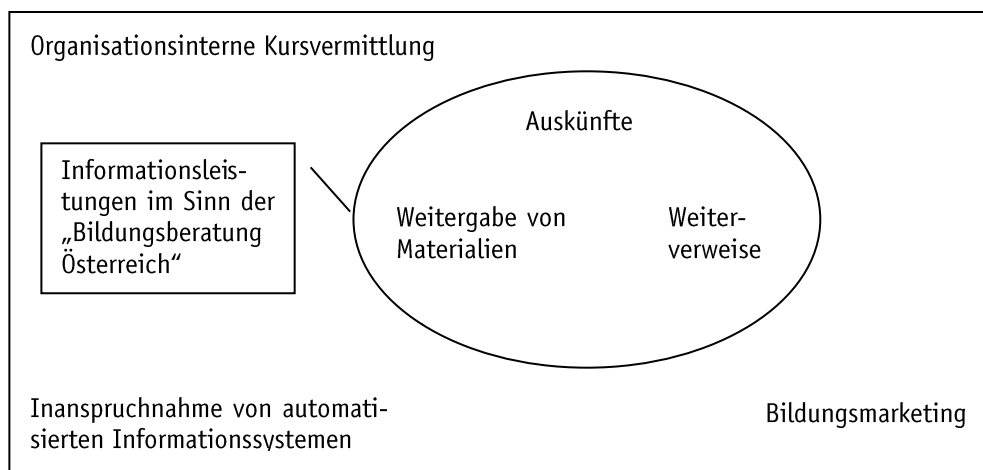 Organisationsinterne Kursvermittlung
Auskünfte
Informationsleis-
tungen im Sinn der
„Bildungsberatung
Österreich“
Weitergabe von
Materialien
Weiter-
verweise
Inanspruchnahme von automati-
sierten Informationssystemen
Bildungsmarketing